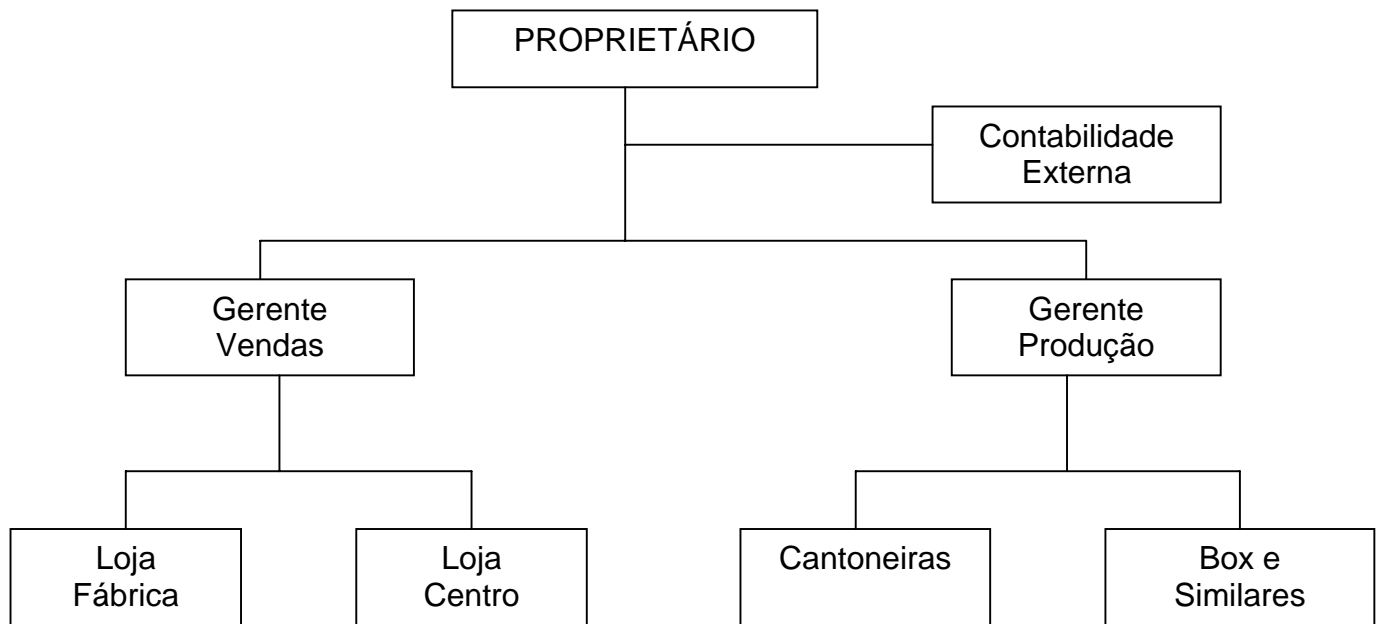 PROPRIETÁRIO
Contabilidade
Externa
Gerente
Vendas
Gerente
Produção
Loja
Fábrica
Loja
Centro
Cantoneiras
Box e
Similares